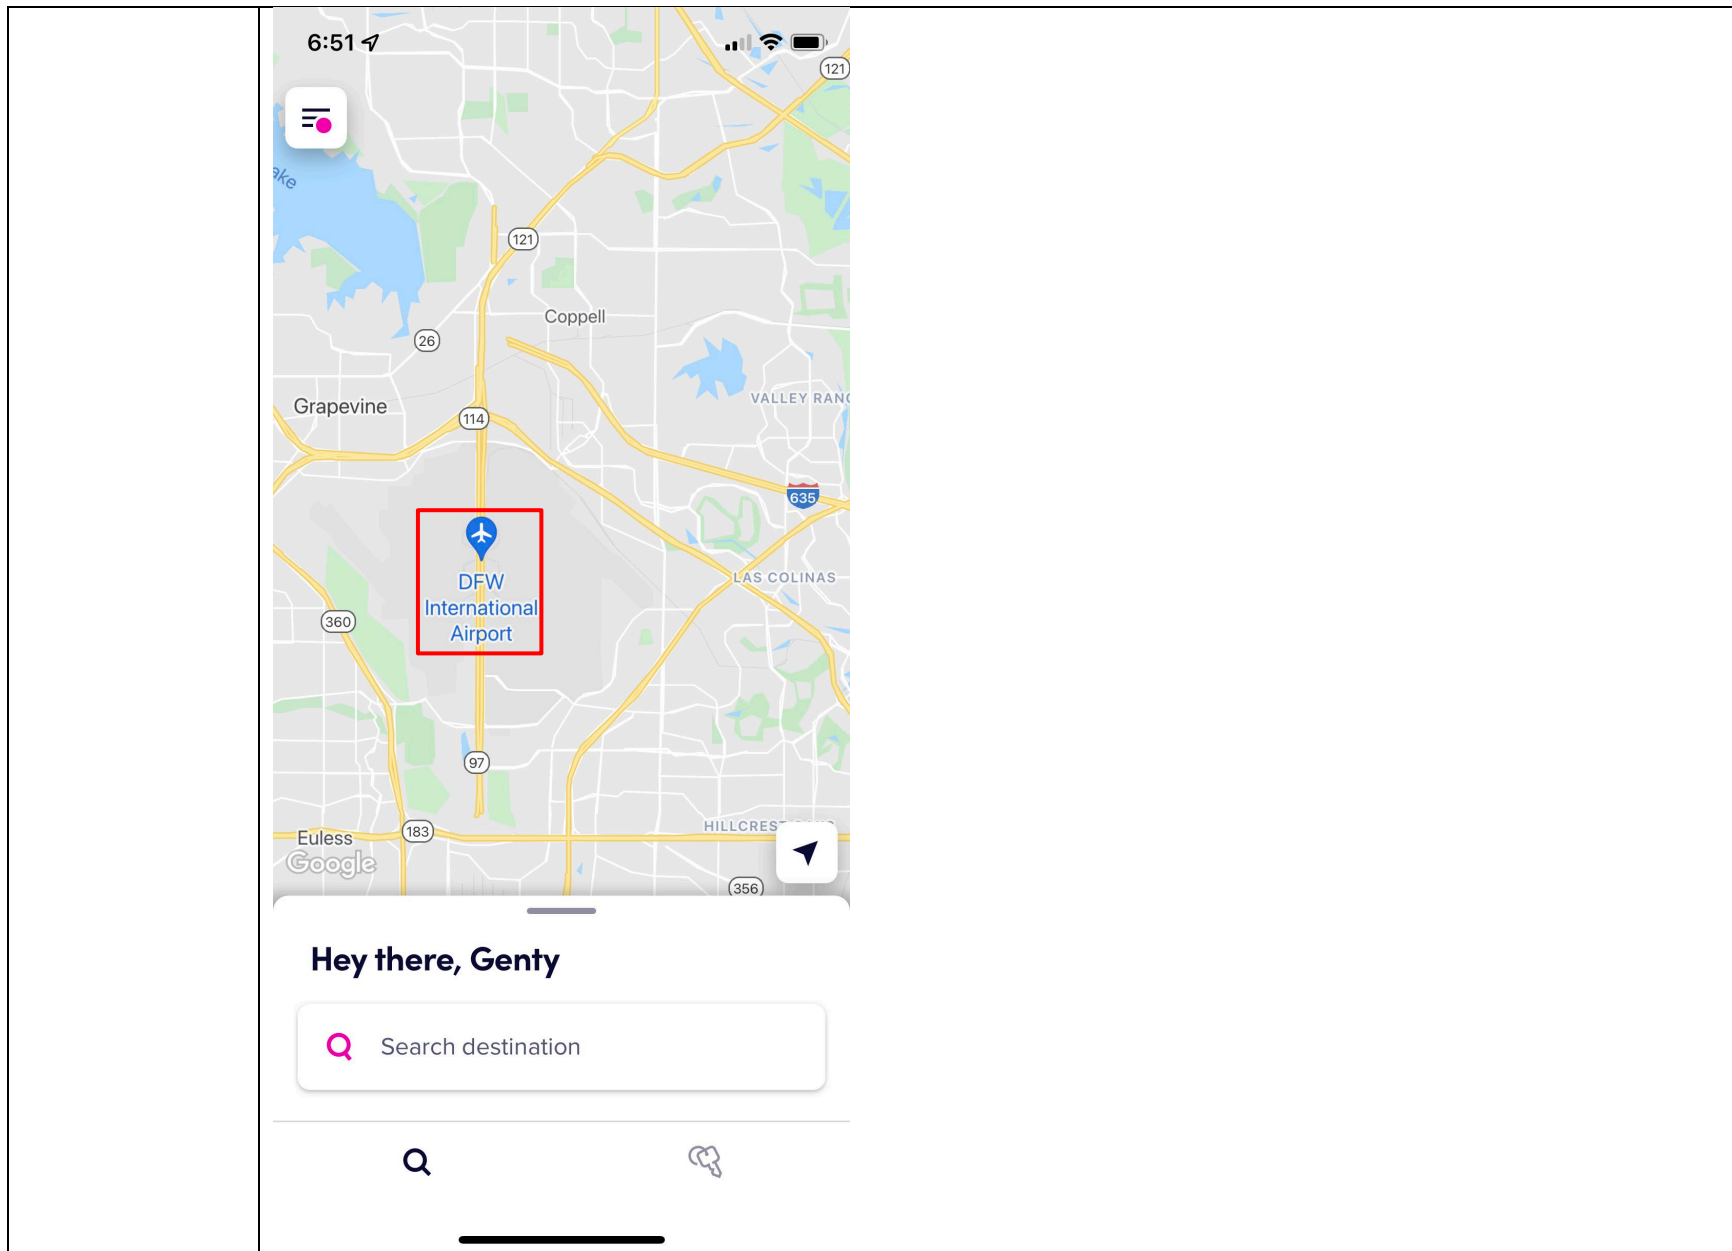 6:51
121
ake
121
Coppell
26
VALLEY RANC
Grapevine
114
635
DFW
International
Airport
LAS COLINAS
360
97
HILLCREST
183
Euless
Google
356
Hey there, Genty
Search destination